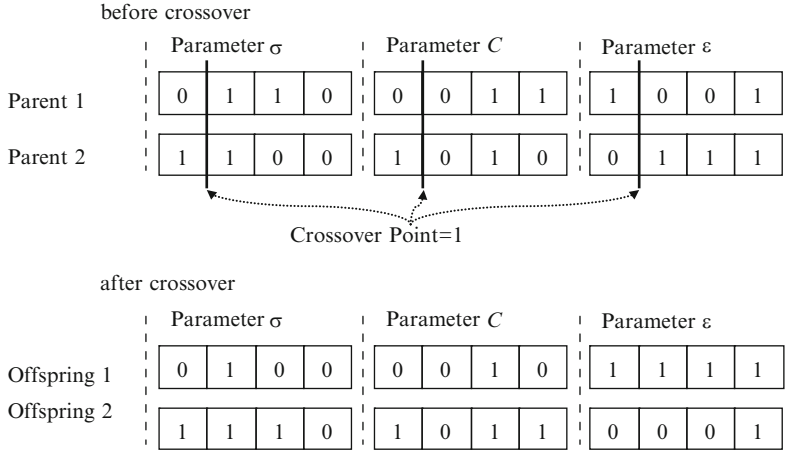 before crossover
Parameter σ Parameter C Parameter ε
Parent 1 0 1 1 0 0 0 1 1 1 0 0 1
Parent 2 1 1 0 0 1 0 1 0 0 1 1 1
Crossover Point=1
after crossover
Parameter σ Parameter C Parameter ε
Offspring 1 0 1 0 0 0 0 1 0 1 1 1 1
Offspring 2 1 1 1 0 1 0 1 1 0 0 0 1